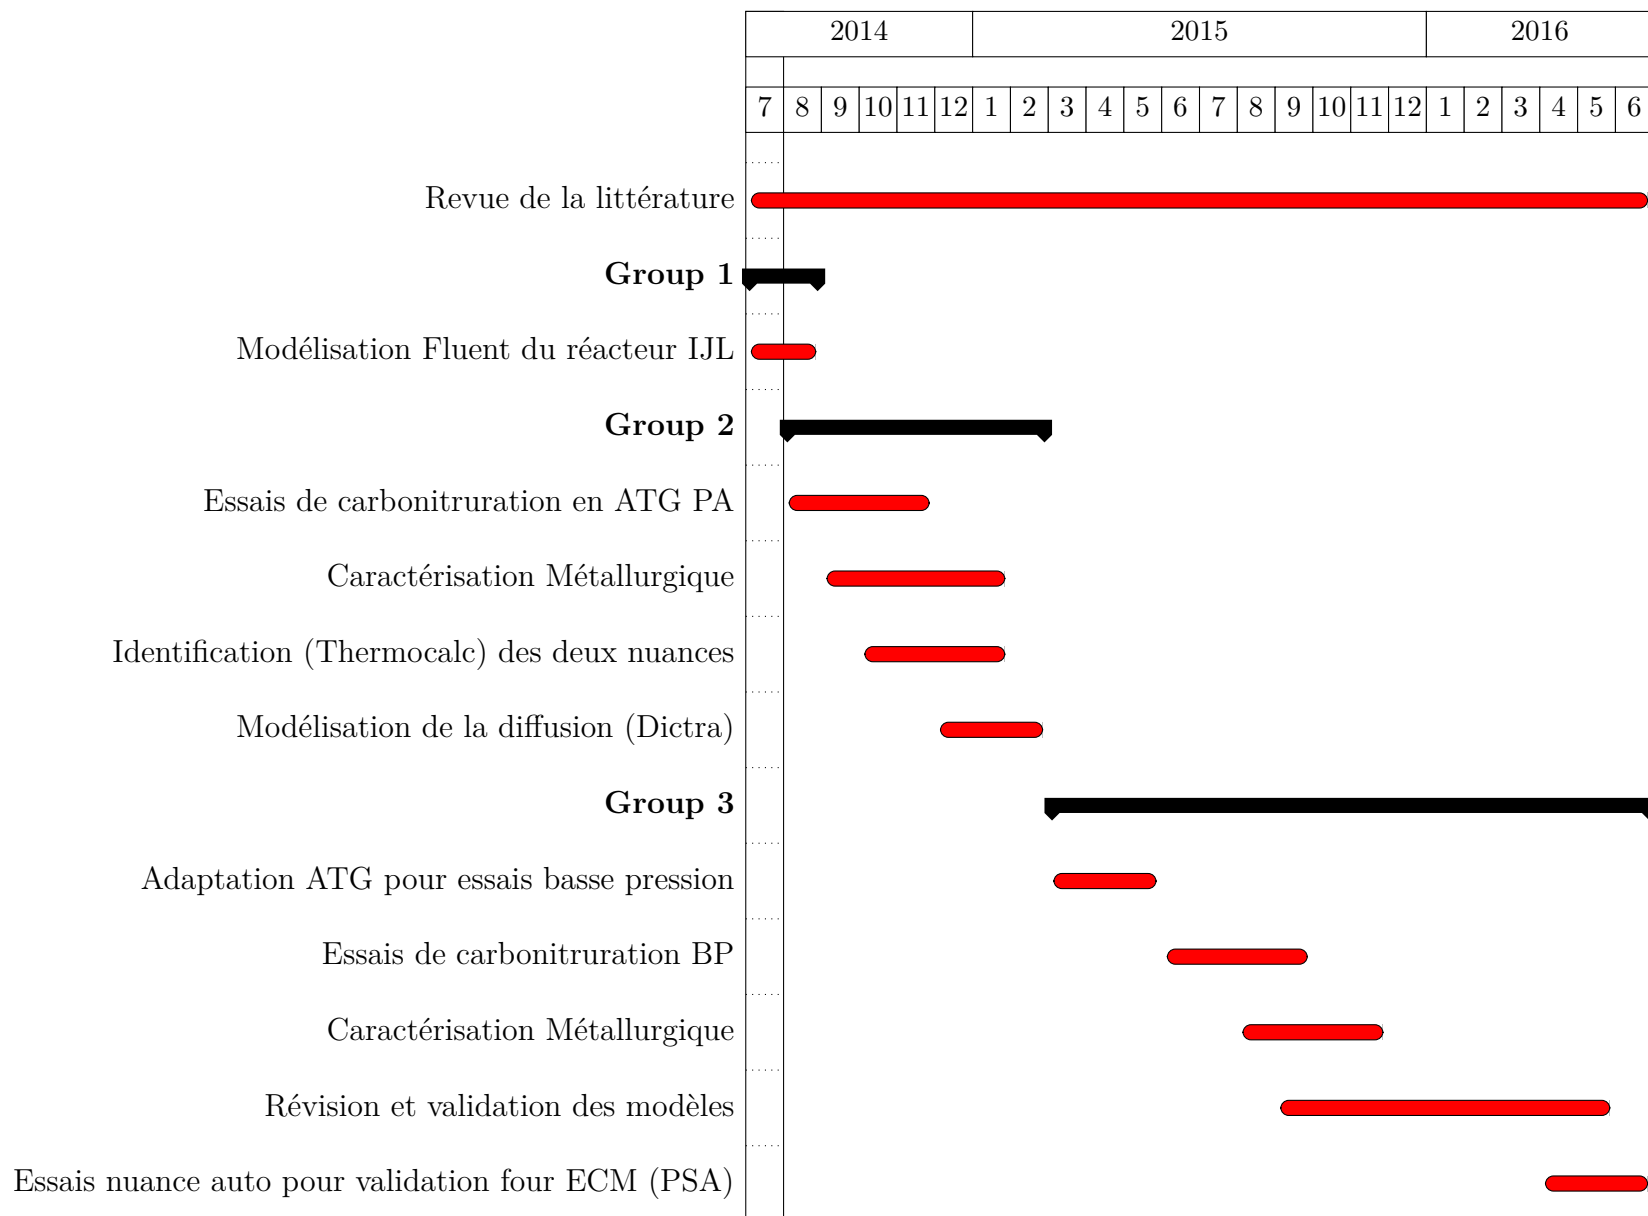 2014 2015 2016
7 8 9 10 11 12 1 2 3 4 5 6 7 8 9 10 11 12 1 2 3 4 5 6
Revue de la littérature
Group 1
Modélisation Fluent du réacteur IJL
Group 2
Essais de carbonitruration en ATG PA
Caractérisation Métallurgique
Identification (Thermocalc) des deux nuances
Modélisation de la diffusion (Dictra)
Group 3
Adaptation ATG pour essais basse pression
Essais de carbonitruration BP
Caractérisation Métallurgique
Révision et validation des modèles
Essais nuance auto pour validation four ECM (PSA)